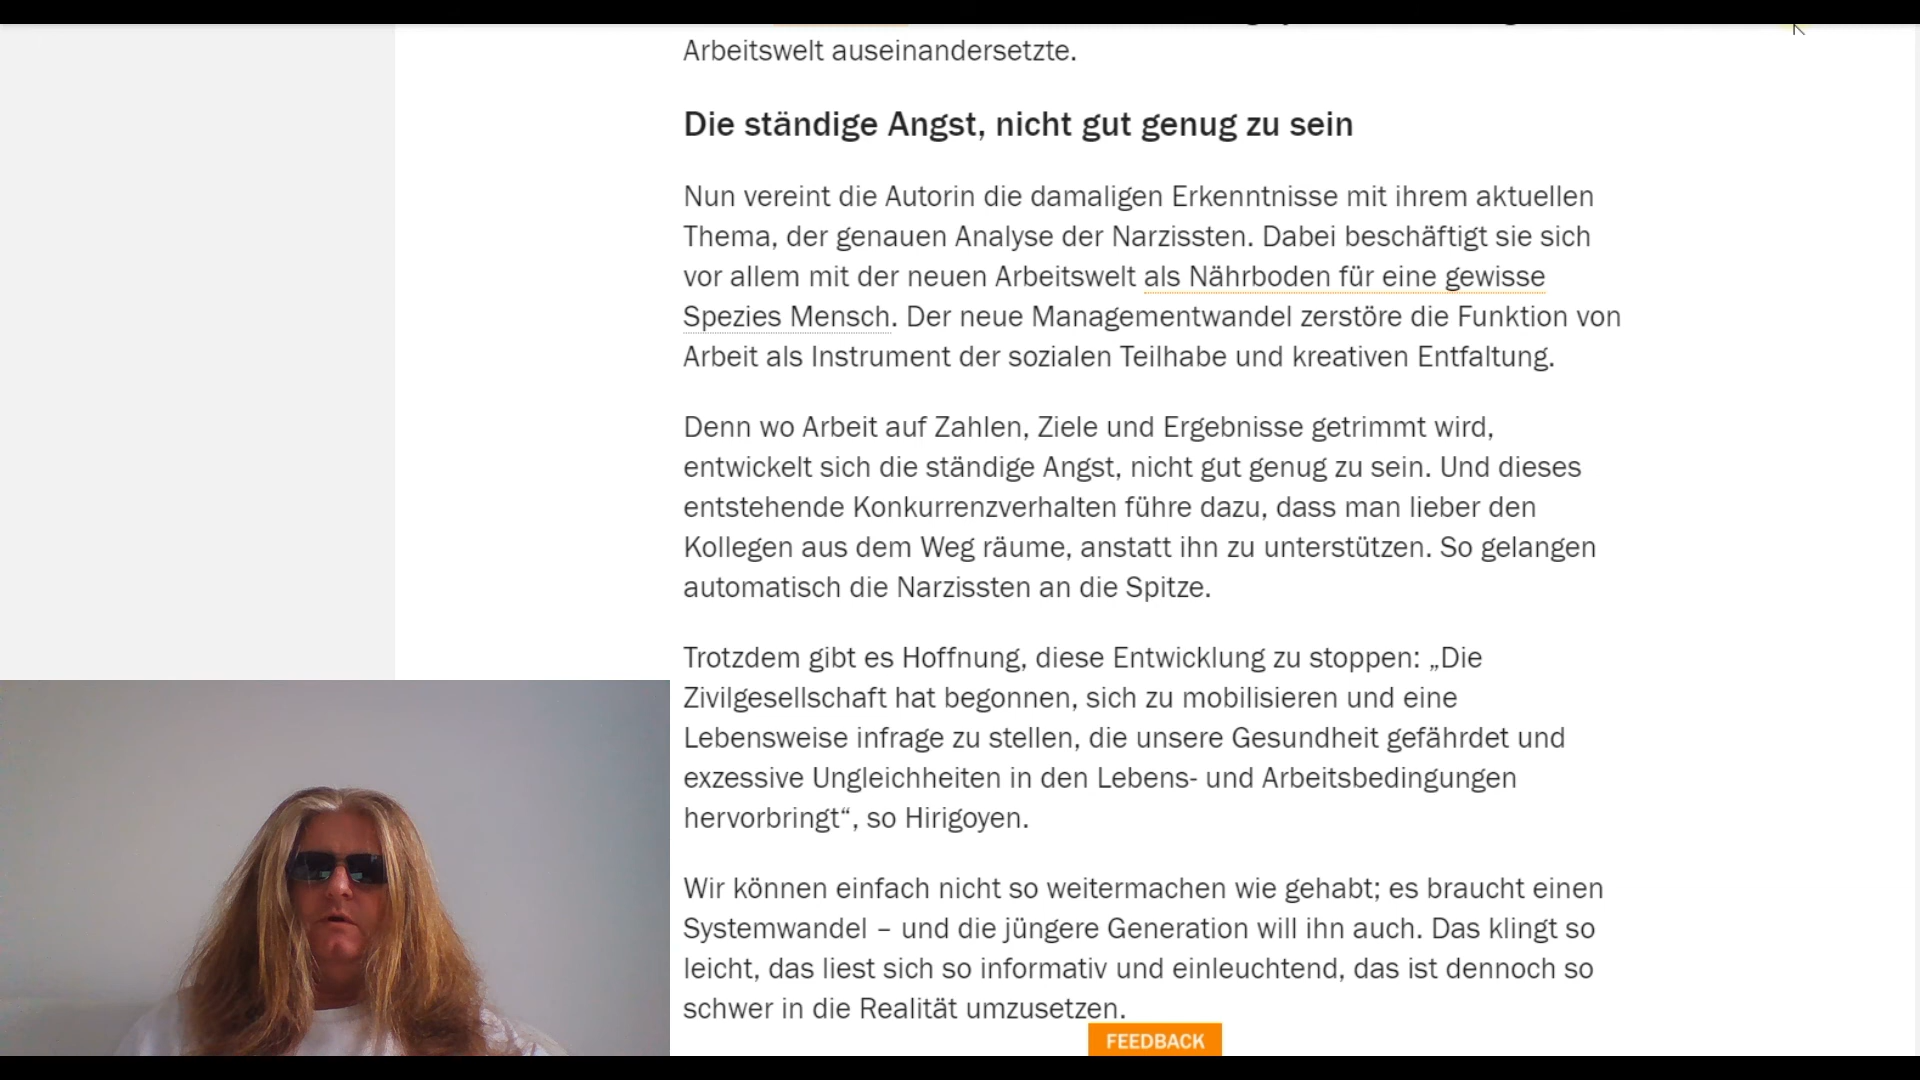 Arbeitswelt auseinandersetzte.
Die ständige Angst, nicht gut genug zu sein
Nun vereint die Autorin die damaligen Erkenntnisse mit ihrem aktuellen
Thema, der genauen Analyse der Narzissten. Dabei beschäftigt sie sich
vor allem mit der neuen Arbeitswelt als Nährboden für eine gewisse
Spezies Mensch. Der neue Managementwandel zerstöre die Funktion von
Arbeit als Instrument der sozialen Teilhabe und kreativen Entfaltung.
Denn wo Arbeit auf Zahlen, Ziele und Ergebnisse getrimmt wird,
entwickelt sich die ständige Angst, nicht gut genug zu sein. Und dieses
entstehende Konkurrenzverhalten führe dazu, dass man lieber den
Kollegen aus dem Weg räume, anstatt ihn zu unterstützen. So gelangen
automatisch die Narzissten an die Spitze.
Trotzdem gibt es Hoffnung, diese Entwicklung zu stoppen: „Die
Zivilgesellschaft hat begonnen, sich zu mobilisieren und eine
Lebensweise infrage zu stellen, die unsere Gesundheit gefährdet und
exzessive Ungleichheiten in den Lebens- und Arbeitsbedingungen
hervorbringt“, so Hirigoyen.
Wir können einfach nicht so weitermachen wie gehabt; es braucht einen
Systemwandel – und die jüngere Generation will ihn auch. Das klingt so
leicht, das liest sich so informativ und einleuchtend, das ist dennoch so
schwer in die Realität umzusetzen.
FEEDBACK